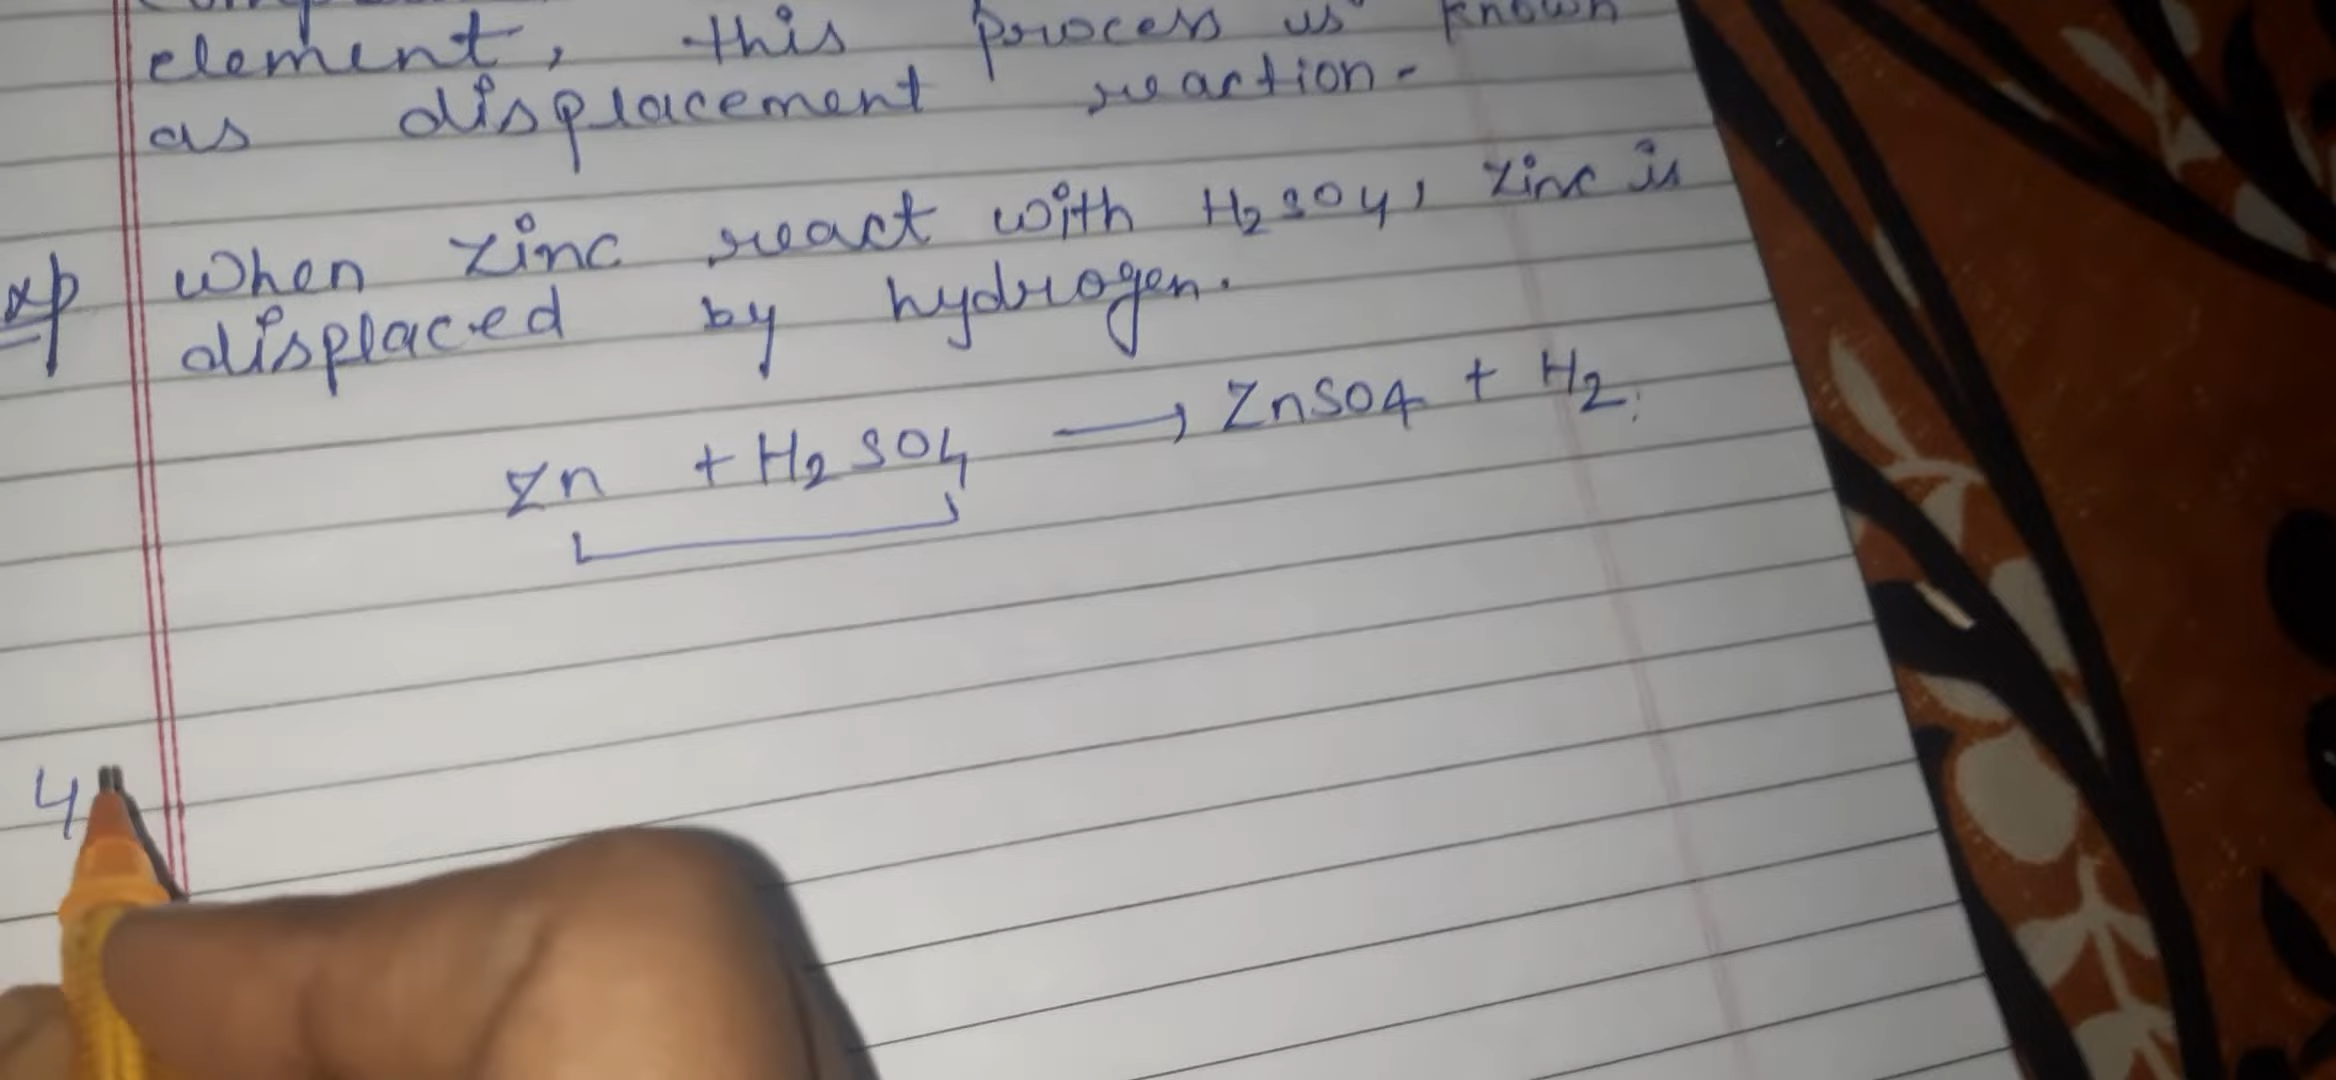 element, this process is known
as displacement reaction-
exp when zinc react with H2SO4, zinc is
displaced by hydrogen.
Zn + H2SO4 → ZnSO4 + H2.
4